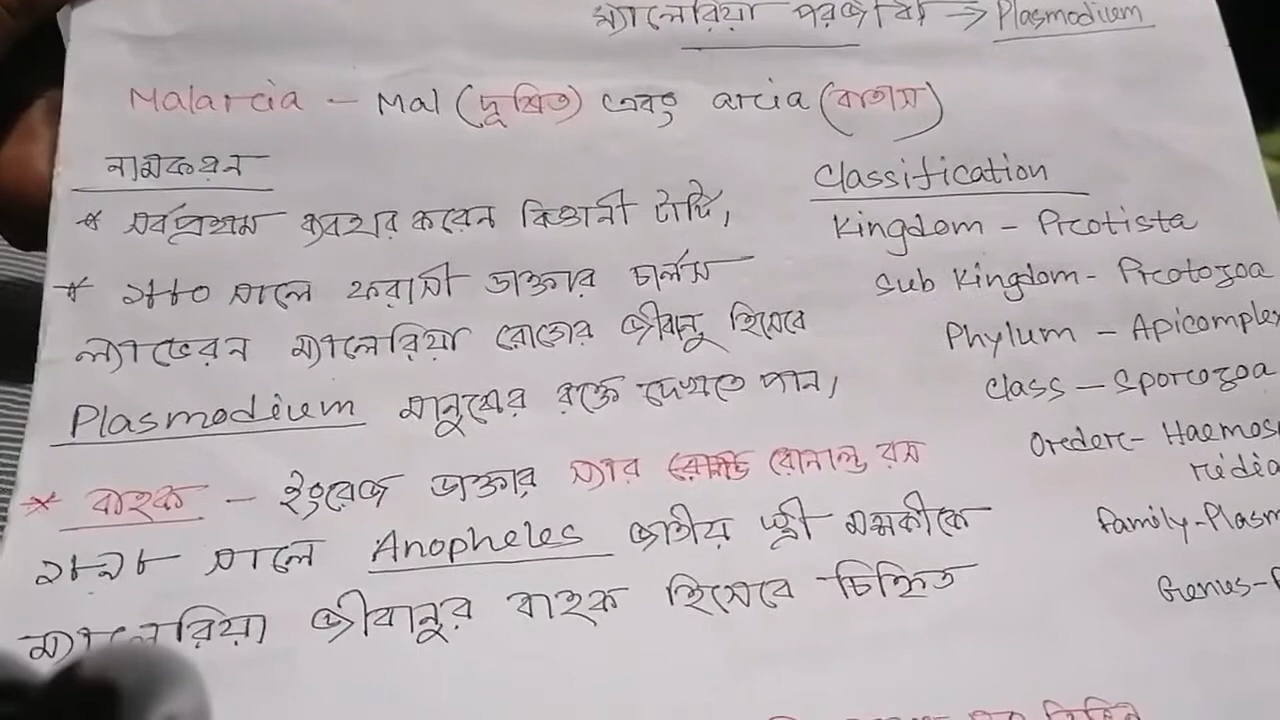 ম্যালেরিয়া পরজীবী → Plasmodium
Malaria - Mal (দূষিত) এবং aria (বাতাস)
নামকরন
* সর্বপ্রথম ব্যবহার করেন বিজ্ঞানী টর্টি,
* ১৮৮০ সালে ফরাসী ডাক্তার চার্লস
ল্যাভেরন ম্যালেরিয়া রোগের জীবানু হিসেবে
Plasmodium মানুষের রক্তে দেখতে পান,
* বাহক - ইংরেজ ডাক্তার স্যার রোনাল্ড রস
১৮৯৮ সালে Anopheles জাতীয় স্ত্রী মশকীকে
ম্যালেরিয়া জীবানুর বাহক হিসেবে চিহ্নিত
Classification
Kingdom - Protista
Sub Kingdom - Protozoa
Phylum - Apicomplex
Class - Sporozoa
Order - Haemos
ridia
Family - Plasm
Genus - P